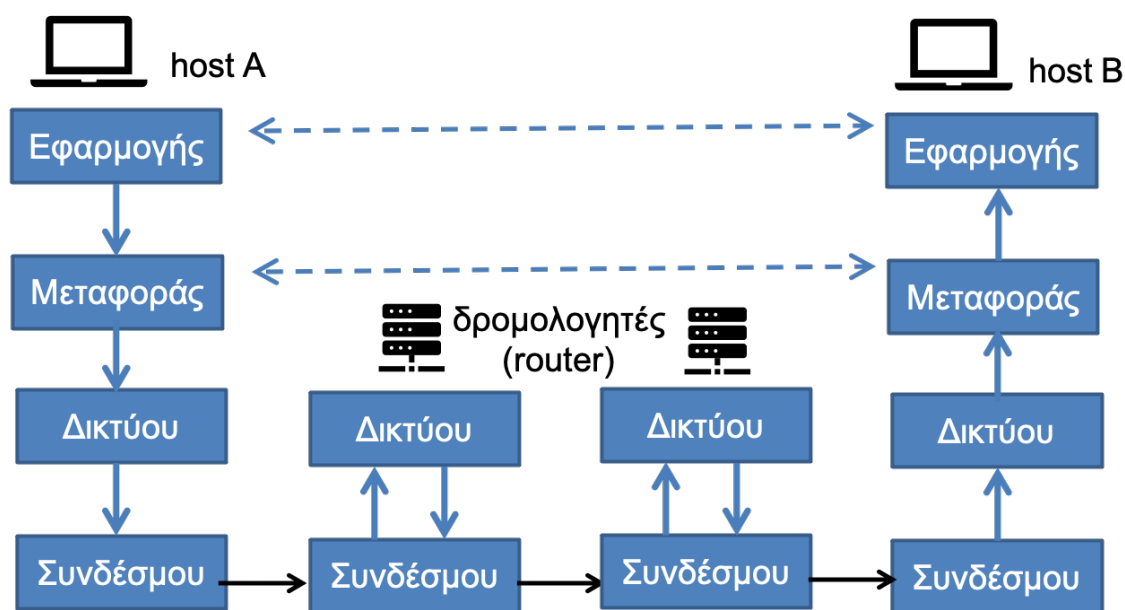 host A
host B
Εφαρμογής
Εφαρμογής
Μεταφοράς
Μεταφοράς
δρομολογητές
(router)
Δικτύου
Δικτύου
Δικτύου
Δικτύου
Συνδέσμου
Συνδέσμου
Συνδέσμου
Συνδέσμου